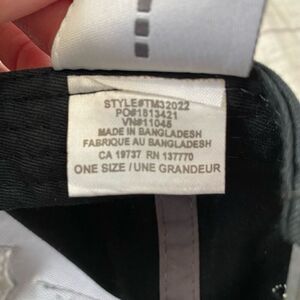 STYLE#TM32022
PO#1813421
VN#11045
MADE IN BANGLADESH
FABRIQUE AU BANGLADESH
CA 19737 RN 137770
ONE SIZE / UNE GRANDEUR